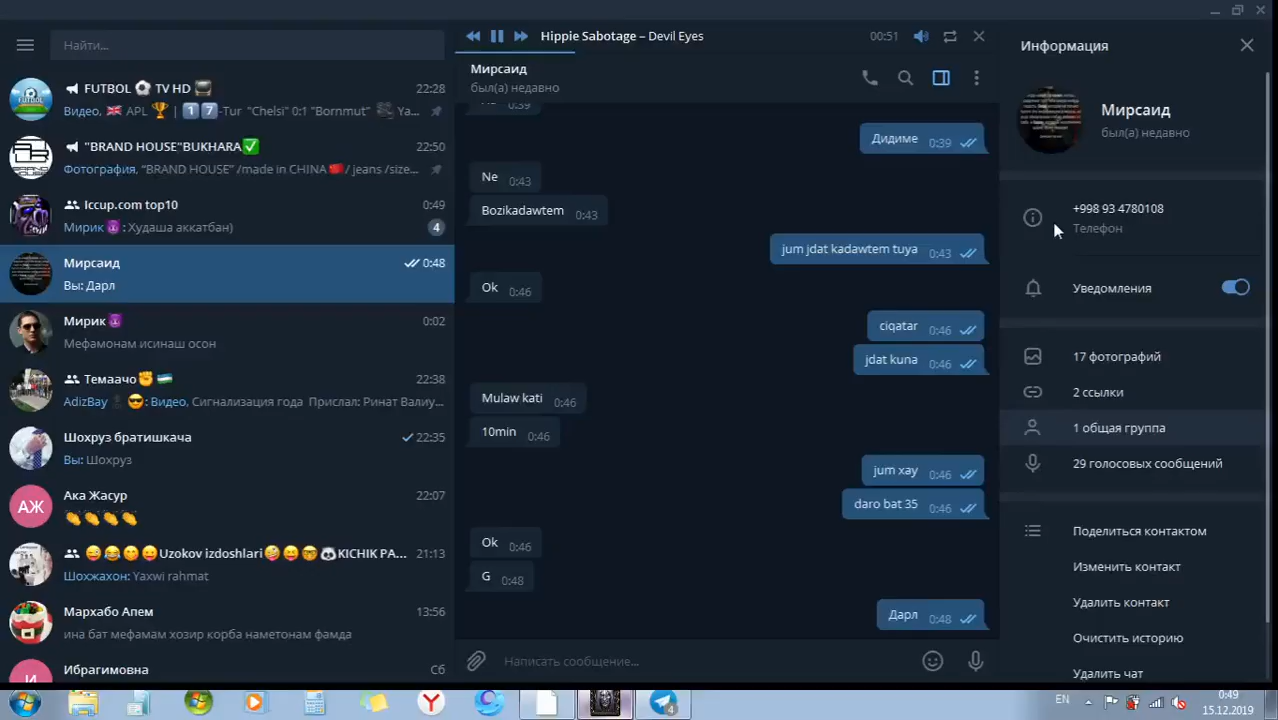 Найти...
FUTBOL ⚽ TV HD 📺 22:28
Видео, 🇬🇧 APL 🏆 | 1️⃣7️⃣-Tur "Chelsi" 0:1 "Bo... Ya...
"BRAND HOUSE"BUKHARA✅ 22:50
Фотография, "BRAND HOUSE" /made in CHINA🇨🇳/ jeans /size...
Iccup.com top10 0:49
Мирик😈: Худаша аккатбан) 4
Мирсаид 0:48
Вы: Дарл
Мирик😈 0:02
Мефамонам исинаш осон
Темаачо✊ 🇺🇿 22:38
AdizBay 😎: Видео, Сигнализация года Прислал: Ринат Валиу...
Шохруз братишкача 22:35
Вы: Шохруз
АЖ
Ака Жасур 22:07
👏👏👏👏
😜😂😋😛Uzokov izdoshlari🤪😛🤓🐼KICHIK PA... 21:13
Шохжахон: Yaxwi rahmat
Мархабо Апем 13:56
ина бат мефамам хозир корба наметонам фамда
Ибрагимовна Сб
И
Hippie Sabotage – Devil Eyes 00:51
Мирсаид
был(а) недавно
0:39
Дидиме 0:39
Ne 0:43
Bozikadawtem 0:43
jum jdat kadawtem tuya 0:43
Ok 0:46
ciqatar 0:46
jdat kuna 0:46
Mulaw kati 0:46
10min 0:46
jum xay 0:46
daro bat 35 0:46
Ok 0:46
G 0:48
Дарл 0:48
Написать сообщение...
Информация
Мирсаид
был(а) недавно
+998 93 4780108
Телефон
Уведомления
17 фотографий
2 ссылки
1 общая группа
29 голосовых сообщений
Поделиться контактом
Изменить контакт
Удалить контакт
Очистить историю
Удалить чат
4
EN
0:49
15.12.2019